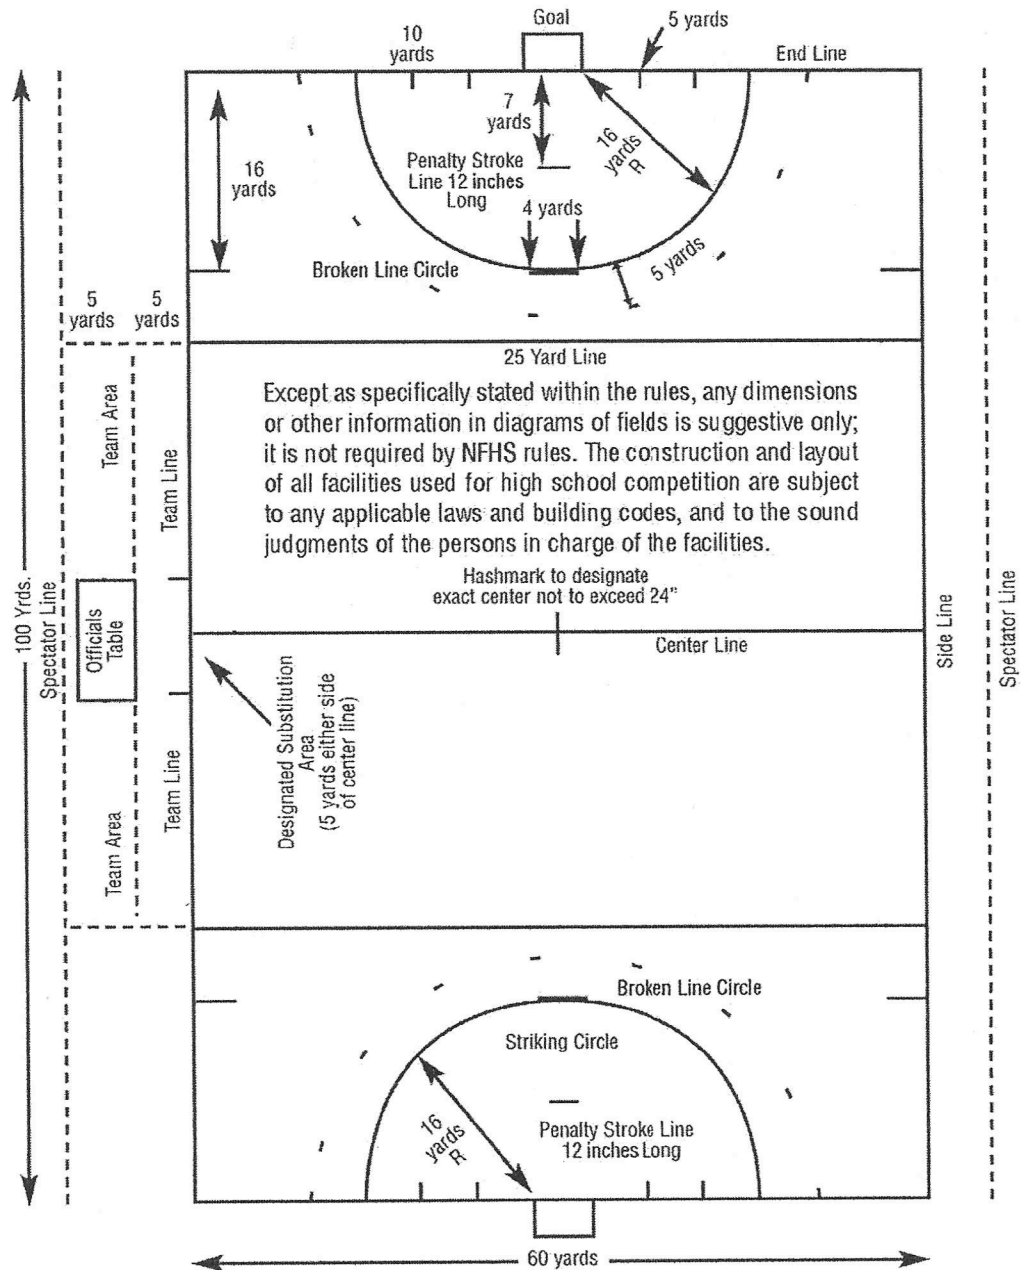 Goal
5 yards
10
yards
End Line
7
yards
16
yards
R
16
yards
Penalty Stroke
Line 12 inches
Long
4 yards
5 yards
Broken Line Circle
5
yards
5
yards
25 Yard Line
Team Area
Team Line
Except as specifically stated within the rules, any dimensions
or other information in diagrams of fields is suggestive only;
it is not required by NFHS rules. The construction and layout
of all facilities used for high school competition are subject
to any applicable laws and building codes, and to the sound
judgments of the persons in charge of the facilities.
Hashmark to designate
exact center not to exceed 24"
100 Yrds.
Spectator Line
Officials
Table
Center Line
Side Line
Spectator Line
Designated Substitution
Area
(5 yards either side
of center line)
Team Area
Team Line
Broken Line Circle
Striking Circle
16
yards
R
Penalty Stroke Line
12 inches Long
60 yards